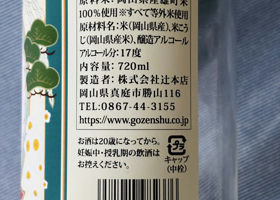 原料米:岡山県産雄町米
100%使用※すべて等外米使用
原材料名:米(岡山県産)、米こう
じ(岡山県産米)、醸造アルコール
アルコール分:17度
内容量:720ml
製造者:株式会社辻本店
岡山県真庭市勝山116
TEL:0867-44-3155
https://www.gozenshu.co.jp
お酒は20歳になってから。
妊娠中・授乳期の飲酒は
お控えください。
プラ
キャップ
(中栓)